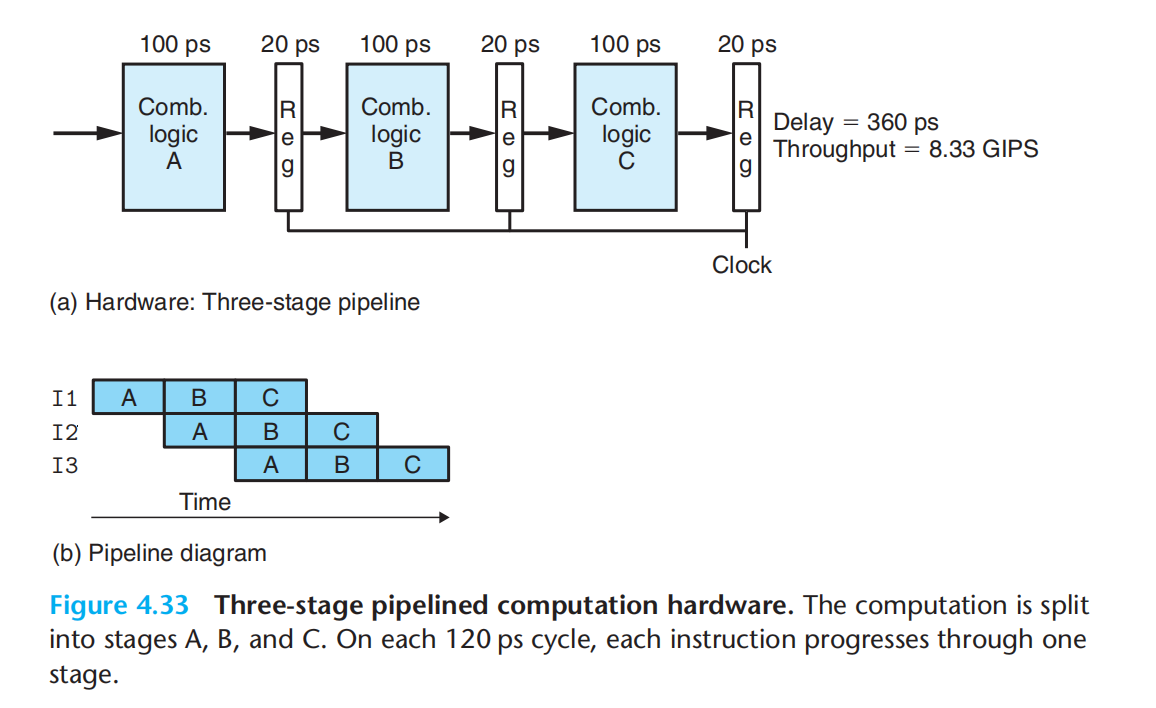 100 ps 20 ps 100 ps 20 ps 100 ps 20 ps
Comb. logic A
Reg
Comb. logic B
Reg
Comb. logic C
Reg
Delay = 360 ps
Throughput = 8.33 GIPS
Clock
(a) Hardware: Three-stage pipeline
I1 A B C
I2 A B C
I3 A B C
Time
(b) Pipeline diagram
Figure 4.33 Three-stage pipelined computation hardware. The computation is split
into stages A, B, and C. On each 120 ps cycle, each instruction progresses through one
stage.